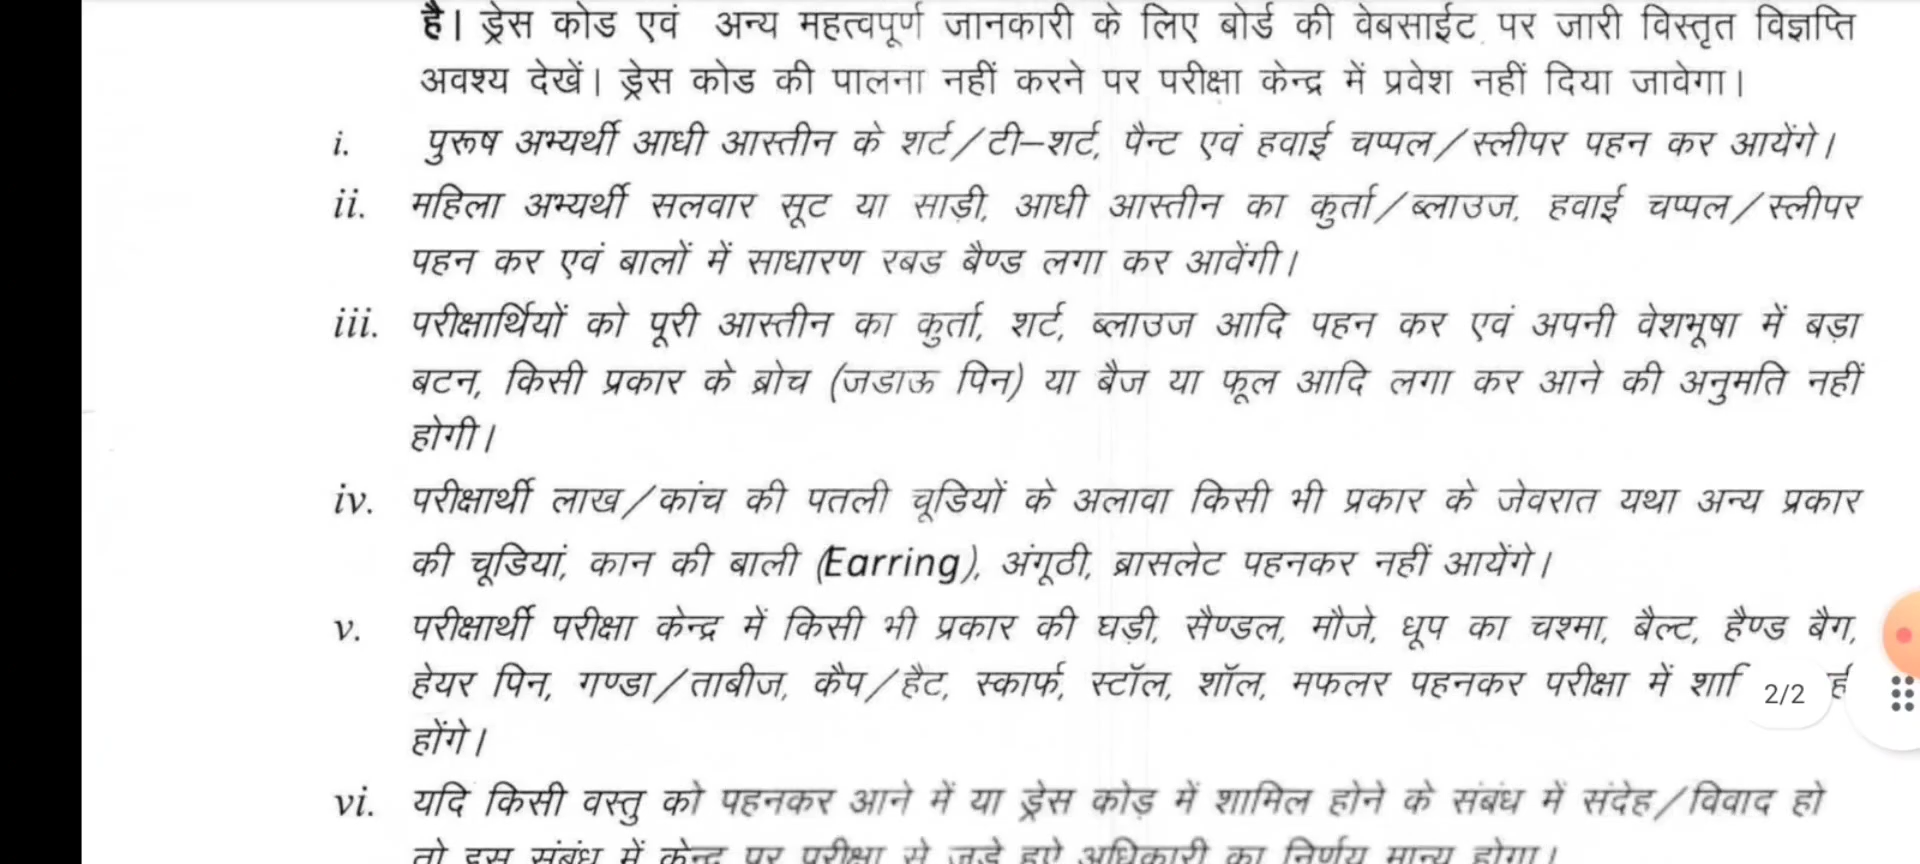 है। ड्रेस कोड एवं अन्य महत्वपूर्ण जानकारी के लिए बोर्ड की वेबसाईट पर जारी विस्तृत विज्ञप्ति
अवश्य देखें। ड्रेस कोड की पालना नहीं करने पर परीक्षा केन्द्र में प्रवेश नहीं दिया जावेगा।
i. पुरूष अभ्यर्थी आधी आस्तीन के शर्ट/टी–शर्ट, पैन्ट एवं हवाई चप्पल/स्लीपर पहन कर आयेंगे।
ii. महिला अभ्यर्थी सलवार सूट या साड़ी, आधी आस्तीन का कुर्ता/ब्लाउज, हवाई चप्पल/स्लीपर
पहन कर एवं बालों में साधारण रबड बैण्ड लगा कर आवेंगी।
iii. परीक्षार्थियों को पूरी आस्तीन का कुर्ता, शर्ट, ब्लाउज आदि पहन कर एवं अपनी वेशभूषा में बड़ा
बटन, किसी प्रकार के ब्रोच (जडाऊ पिन) या बैज या फूल आदि लगा कर आने की अनुमति नहीं
होगी।
iv. परीक्षार्थी लाख/कांच की पतली चूडियों के अलावा किसी भी प्रकार के जेवरात यथा अन्य प्रकार
की चूडियां, कान की बाली (Earring), अंगूठी, ब्रासलेट पहनकर नहीं आयेंगे।
v. परीक्षार्थी परीक्षा केन्द्र में किसी भी प्रकार की घड़ी, सैण्डल, मौजे, धूप का चश्मा, बैल्ट, हैण्ड बैग,
हेयर पिन, गण्डा/ताबीज, कैप/हैट, स्कार्फ, स्टॉल, शॉल, मफलर पहनकर परीक्षा में
2/2
होंगे।
vi. यदि किसी वस्तु को पहनकर आने में या ड्रेस कोड़ में शामिल होने के संबंध में संदेह/विवाद हो
तो इस संबंध में केन्द्र पर परीक्षा से जुड़े हुऐ अधिकारी का निर्णय मान्य होगा।